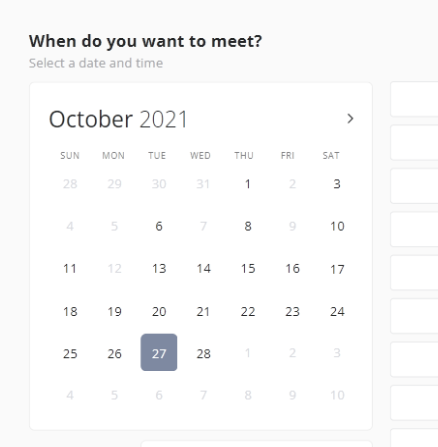 When do you want to meet?
Select a date and time
October 2021 >
SUN MON TUE WED THU FRI SAT
28 29 30 31 1 2 3
4 5 6 7 8 9 10
11 12 13 14 15 16 17
18 19 20 21 22 23 24
25 26 27 28 1 2 3
4 5 6 7 8 9 10